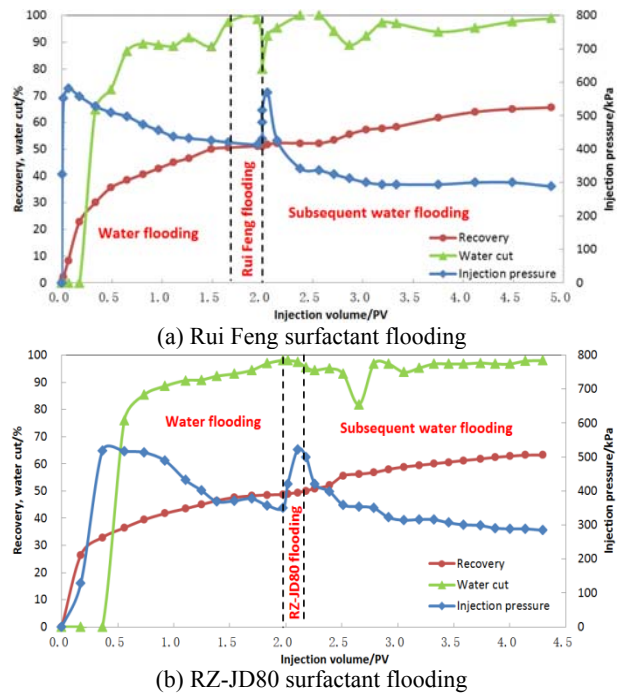 100
90
80
70
60
50
40
30
20
10
0
Recovery, water cut/%
800
700
600
500
400
300
200
100
0
Injection pressure/kPa
Water flooding
Rui Feng flooding
Subsequent water flooding
Recovery
Water cut
Injection pressure
0.0 0.5 1.0 1.5 2.0 2.5 3.0 3.5 4.0 4.5 5.0
Injection volume/PV
(a) Rui Feng surfactant flooding
100
90
80
70
60
50
40
30
20
10
0
Recovery, water cut/%
800
700
600
500
400
300
200
100
0
Injection pressure/kPa
Water flooding
RZ-JD80 flooding
Subsequent water flooding
Recovery
Water cut
Injection pressure
0.0 0.5 1.0 1.5 2.0 2.5 3.0 3.5 4.0 4.5
Injection volume/PV
(b) RZ-JD80 surfactant flooding